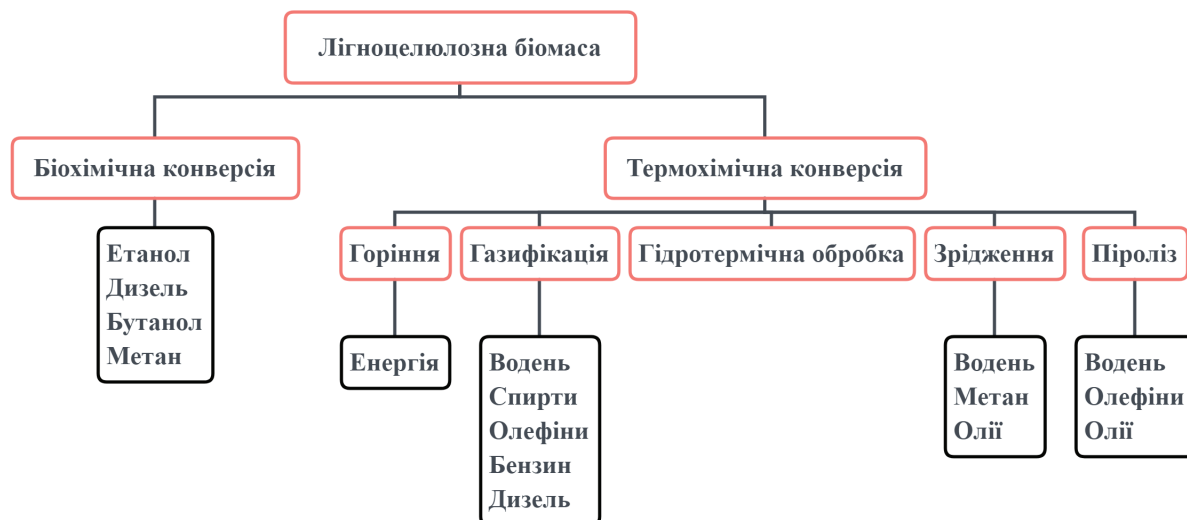 Лігноцелюлозна біомаса
Біохімічна конверсія
Термохімічна конверсія
Етанол
Дизель
Бутанол
Метан
Горіння
Газифікація
Гідротермічна обробка
Зрідження
Піроліз
Енергія
Водень
Спирти
Олефіни
Бензин
Дизель
Водень
Метан
Олії
Водень
Олефіни
Олії